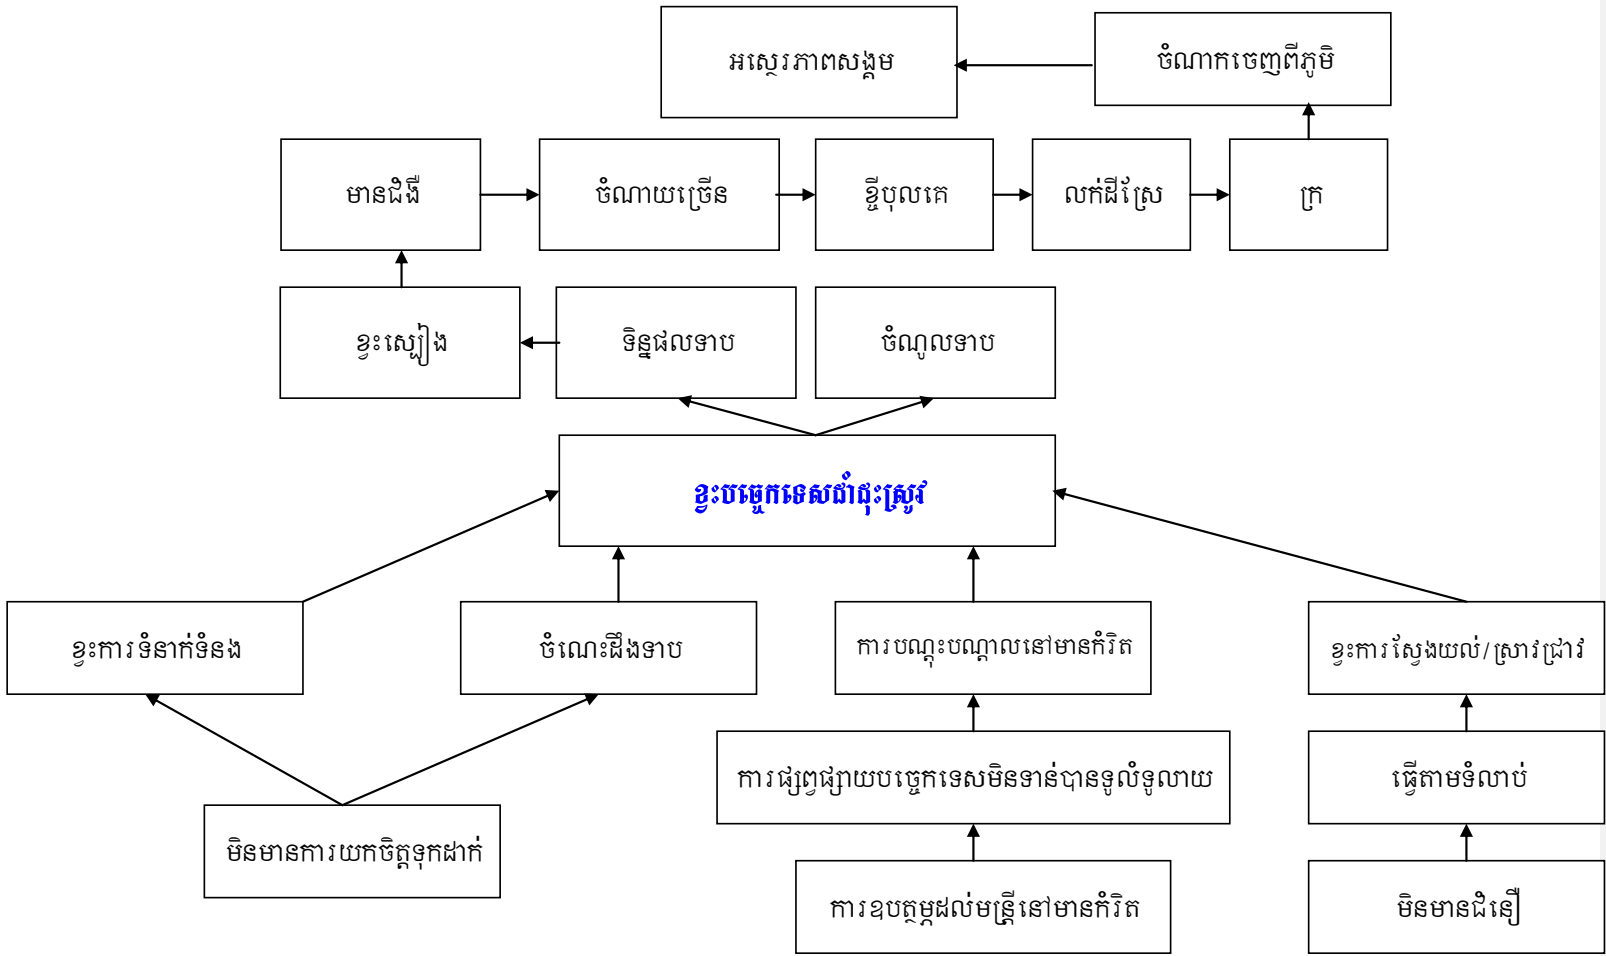 អស្ថេរភាពសង្គម
ចំណាកចេញពីភូមិ
មានជំងឺ
ចំណាយច្រើន
ខ្ចីបុលគេ
លក់ដីស្រែ
ក្រ
ខ្វះស្បៀង
ទិន្នផលទាប
ចំណូលទាប
ខ្វះបច្ចេកទេសដាំដុះស្រូវ
ខ្វះការទំនាក់ទំនង
ចំណេះដឹងទាប
ការបណ្តុះបណ្តាលនៅមានកំរិត
ខ្វះការស្វែងយល់/ស្រាវជ្រាវ
ការផ្សព្វផ្សាយបច្ចេកទេសមិនទាន់បានទូលំទូលាយ
ធ្វើតាមទំលាប់
មិនមានការយកចិត្តទុកដាក់
ការឧបត្ថម្ភដល់មន្ត្រីនៅមានកំរិត
មិនមានជំនឿ